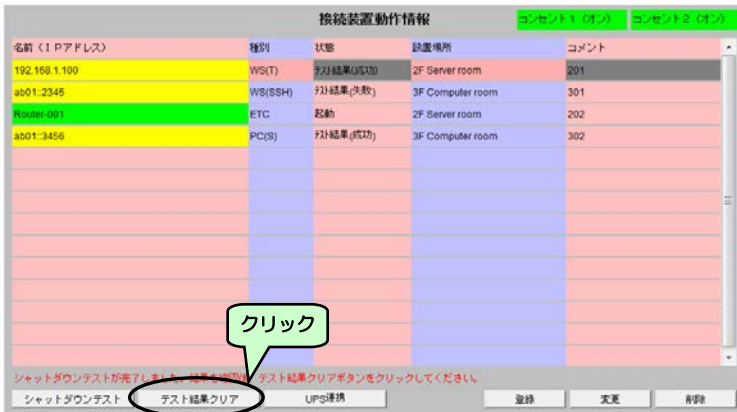 接続装置動作情報
コンセント1（オン） コンセント2（オン）
名前（IPアドレス） 種別 状態 設置場所 コメント
192.168.1.100 WS(T) テスト結果(成功) 2F Server room 201
ab01::2345 WS(SSH) テスト結果(失敗) 3F Computer room 301
Router-001 ETC 起動 2F Server room 202
ab01::3456 PC(S) テスト結果(成功) 3F Computer room 302
クリック
シャットダウンテストが完了しました。結果を確認後、テスト結果クリアボタンをクリックしてください。
シャットダウンテスト テスト結果クリア UPS連携 登録 変更 削除